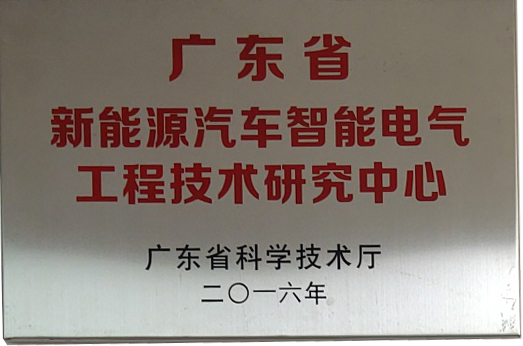 广东省
新能源汽车智能电气
工程技术研究中心
广东省科学技术厅
二〇一六年